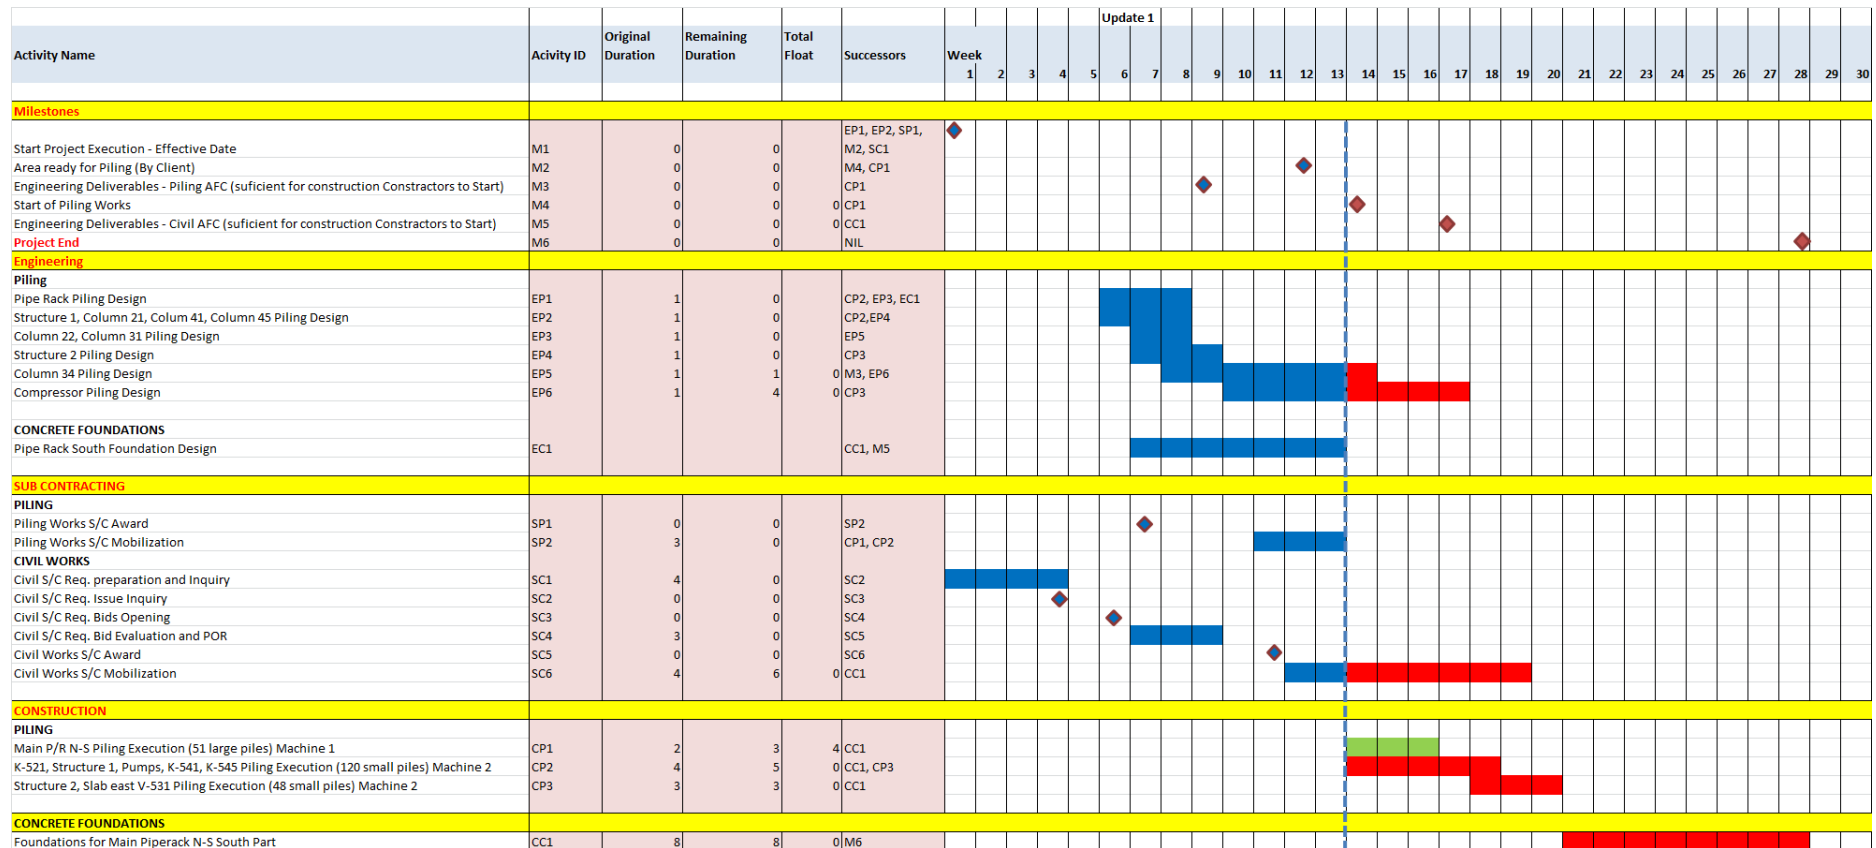 Update 1
Activity Name Acivity ID Original Duration Remaining Duration Total Float Successors Week
1 2 3 4 5 6 7 8 9 10 11 12 13 14 15 16 17 18 19 20 21 22 23 24 25 26 27 28 29 30
Milestones
Start Project Execution - Effective Date M1 0 0 EP1, EP2, SP1, M2, SC1
Area ready for Piling (By Client) M2 0 0 M4, CP1
Engineering Deliverables - Piling AFC (suficient for construction Constractors to Start) M3 0 0 CP1
Start of Piling Works M4 0 0 0 CP1
Engineering Deliverables - Civil AFC (suficient for construction Constractors to Start) M5 0 0 0 CC1
Project End M6 0 0 NIL
Engineering
Piling
Pipe Rack Piling Design EP1 1 0 CP2, EP3, EC1
Structure 1, Column 21, Colum 41, Column 45 Piling Design EP2 1 0 CP2,EP4
Column 22, Column 31 Piling Design EP3 1 0 EP5
Structure 2 Piling Design EP4 1 0 CP3
Column 34 Piling Design EP5 1 1 0 M3, EP6
Compressor Piling Design EP6 1 4 0 CP3
CONCRETE FOUNDATIONS
Pipe Rack South Foundation Design EC1 CC1, M5
SUB CONTRACTING
PILING
Piling Works S/C Award SP1 0 0 SP2
Piling Works S/C Mobilization SP2 3 0 CP1, CP2
CIVIL WORKS
Civil S/C Req. preparation and Inquiry SC1 4 0 SC2
Civil S/C Req. Issue Inquiry SC2 0 0 SC3
Civil S/C Req. Bids Opening SC3 0 0 SC4
Civil S/C Req. Bid Evaluation and POR SC4 3 0 SC5
Civil Works S/C Award SC5 0 0 SC6
Civil Works S/C Mobilization SC6 4 6 0 CC1
CONSTRUCTION
PILING
Main P/R N-S Piling Execution (51 large piles) Machine 1 CP1 2 3 4 CC1
K-521, Structure 1, Pumps, K-541, K-545 Piling Execution (120 small piles) Machine 2 CP2 4 5 0 CC1, CP3
Structure 2, Slab east V-531 Piling Execution (48 small piles) Machine 2 CP3 3 3 0 CC1
CONCRETE FOUNDATIONS
Foundations for Main Piperack N-S South Part CC1 8 8 0 M6